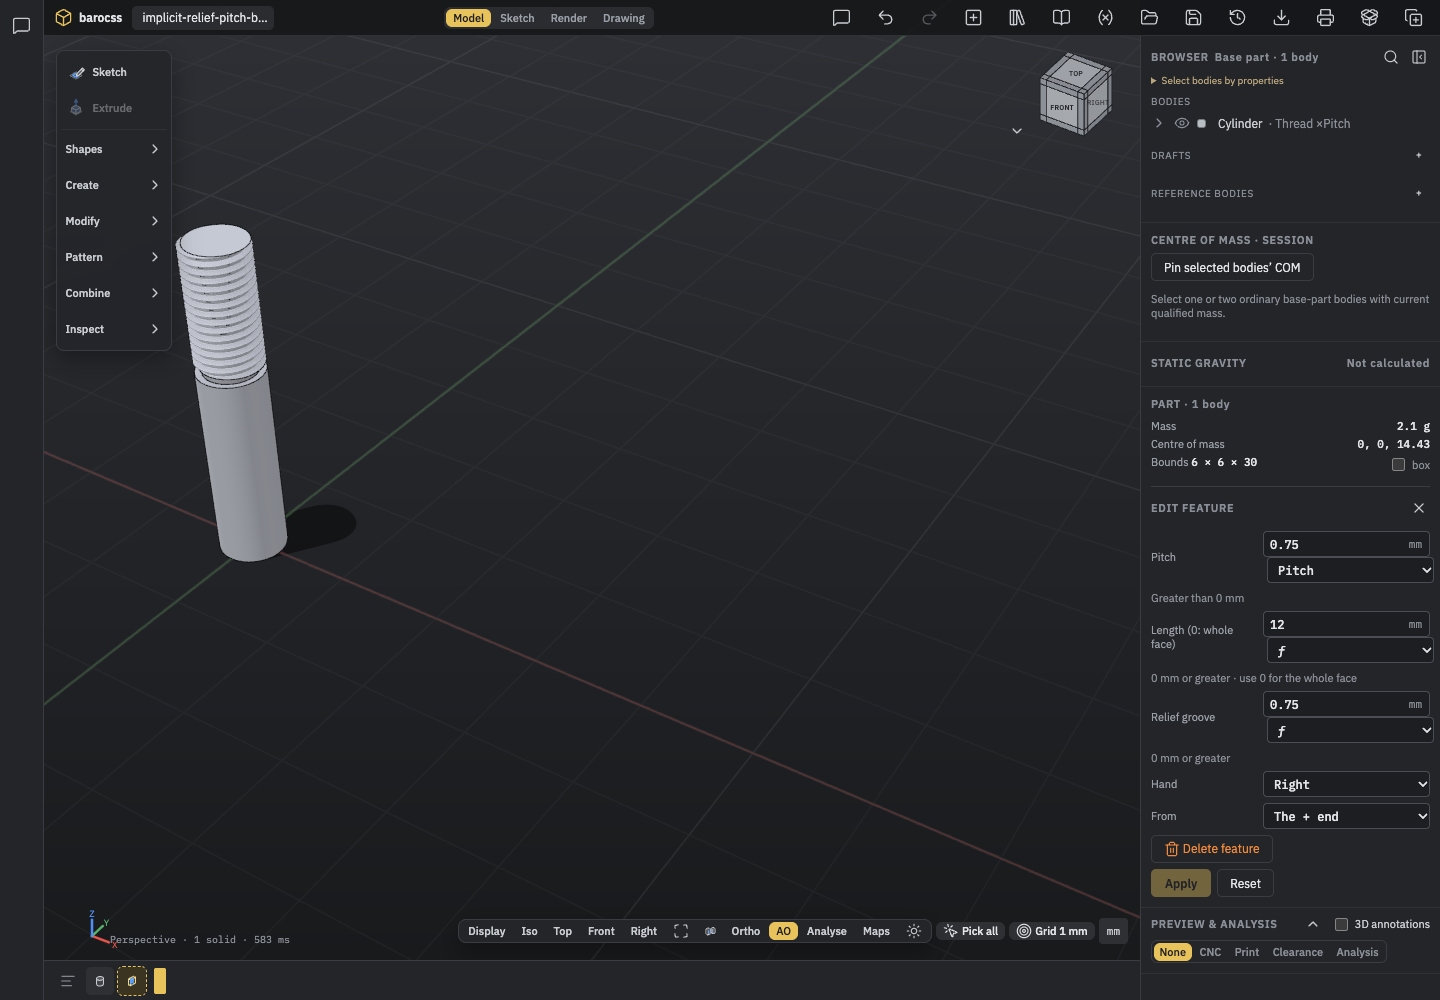 barocss
implicit-relief-pitch-b...
Model
Sketch
Render
Drawing
Sketch
Extrude
Shapes
Create
Modify
Pattern
Combine
Inspect
TOP
FRONT
RIGHT
BROWSER Base part · 1 body
Select bodies by properties
BODIES
Cylinder · Thread ×Pitch
DRAFTS
REFERENCE BODIES
CENTRE OF MASS · SESSION
Pin selected bodies’ COM
Select one or two ordinary base-part bodies with current
qualified mass.
STATIC GRAVITY Not calculated
PART · 1 body
Mass 2.1 g
Centre of mass 0, 0, 14.43
Bounds 6 × 6 × 30 box
EDIT FEATURE
Pitch 0.75 mm
Pitch
Greater than 0 mm
Length (0: whole face) 12 mm
ƒ
0 mm or greater · use 0 for the whole face
Relief groove 0.75 mm
ƒ
0 mm or greater
Hand Right
From The + end
Delete feature
Apply Reset
PREVIEW & ANALYSIS 3D annotations
None CNC Print Clearance Analysis
Z
Y
X
Perspective · 1 solid · 583 ms
Display Iso Top Front Right Ortho AO Analyse Maps Pick all Grid 1 mm mm